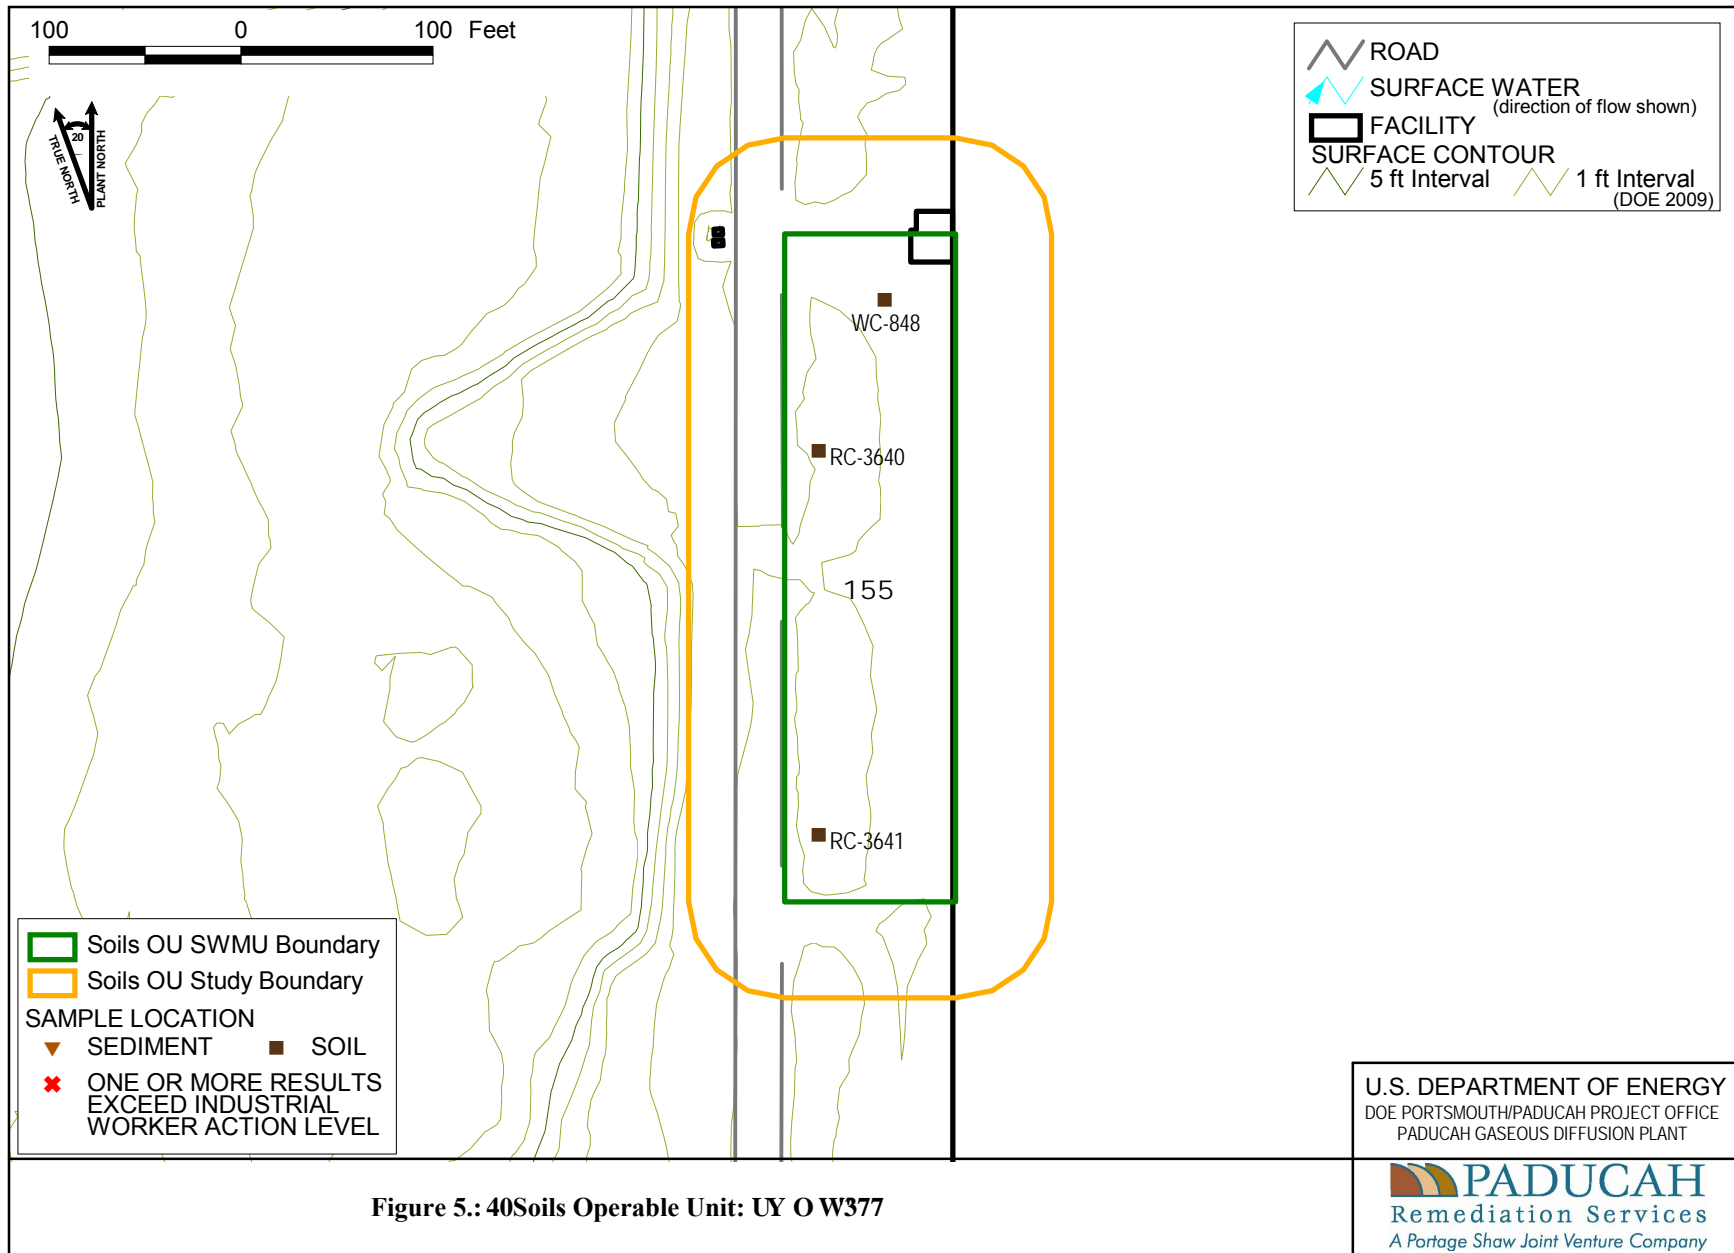 100 0 100 Feet
TRUE NORTH
20
PLANT NORTH
ROAD
SURFACE WATER
(direction of flow shown)
FACILITY
SURFACE CONTOUR
5 ft Interval 1 ft Interval
(DOE 2009)
WC-848
RC-3640
155
RC-3641
Soils OU SWMU Boundary
Soils OU Study Boundary
SAMPLE LOCATION
SEDIMENT SOIL
ONE OR MORE RESULTS
EXCEED INDUSTRIAL
WORKER ACTION LEVEL
U.S. DEPARTMENT OF ENERGY
DOE PORTSMOUTH/PADUCAH PROJECT OFFICE
PADUCAH GASEOUS DIFFUSION PLANT
PADUCAH
Remediation Services
A Portage Shaw Joint Venture Company
Figure 5.: 40Soils Operable Unit: UY O W377